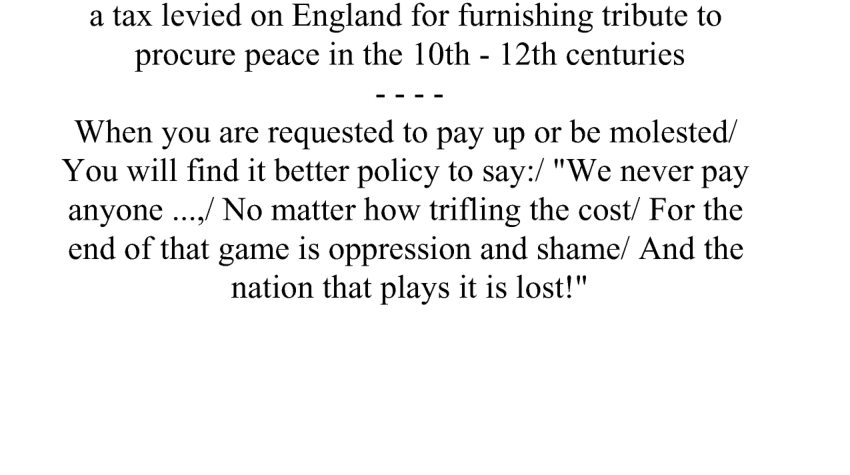 a tax levied on England for furnishing tribute to
procure peace in the 10th - 12th centuries
- - - -
When you are requested to pay up or be molested/
You will find it better policy to say:/ "We never pay
anyone ...,/ No matter how trifling the cost/ For the
end of that game is oppression and shame/ And the
nation that plays it is lost!"